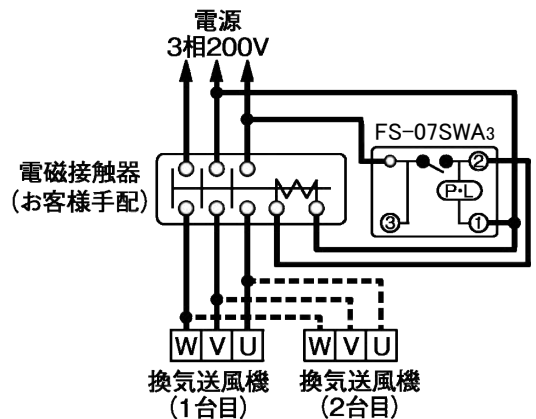 電源
3相200V
FS-07SWA3
電磁接触器
(お客様手配)
②
P・L
③
①
W V U
W V U
換気送風機
(1台目)
換気送風機
(2台目)